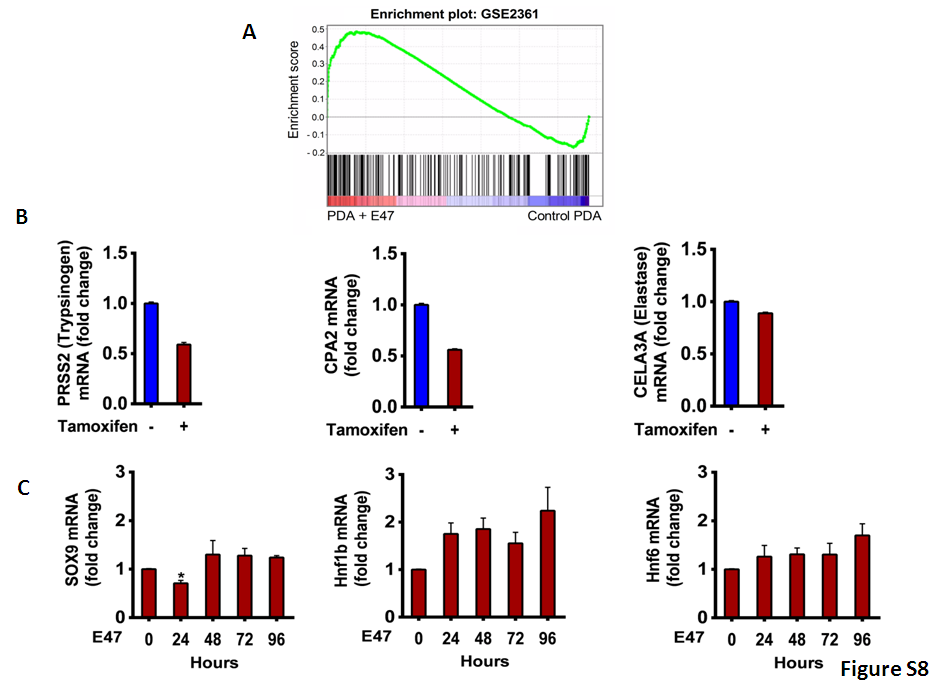 Enrichment plot: GSE2361
A
Enrichment score
0.5
0.4
0.3
0.2
0.1
0.0
- 0.1
- 0.2
PDA + E47 Control PDA
B
PRSS2 (Trypsinogen)
mRNA (fold change)
1.5
1.0
0.5
0.0
Tamoxifen - +
CPA2 mRNA
(fold change)
1.5
1.0
0.5
0.0
Tamoxifen - +
CELA3A (Elastase)
mRNA (fold change)
1.5
1.0
0.5
0.0
Tamoxifen - +
C
SOX9 mRNA
(fold change)
3
2
1
0
*
E47 0 24 48 72 96
Hours
Hnf1b mRNA
(fold change)
3
2
1
0
E47 0 24 48 72 96
Hours
Hnf6 mRNA
(fold change)
3
2
1
0
E47 0 24 48 72 96
Hours
Figure S8